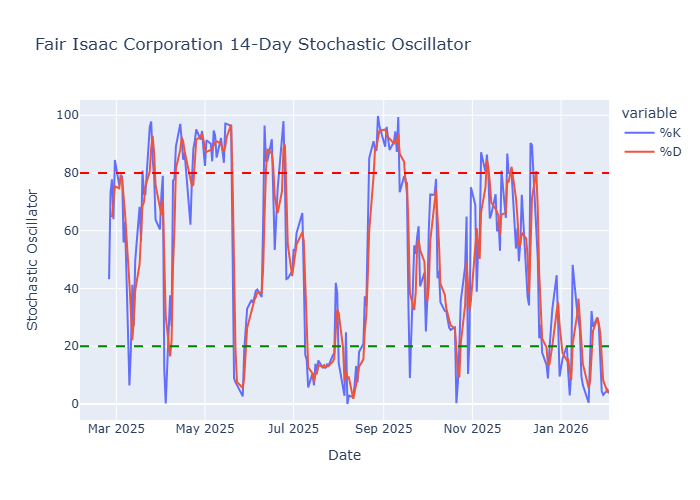 Fair Isaac Corporation 14-Day Stochastic Oscillator
variable
%K
%D
Stochastic Oscillator
100
80
60
40
20
0
Mar 2025
May 2025
Jul 2025
Sep 2025
Nov 2025
Jan 2026
Date